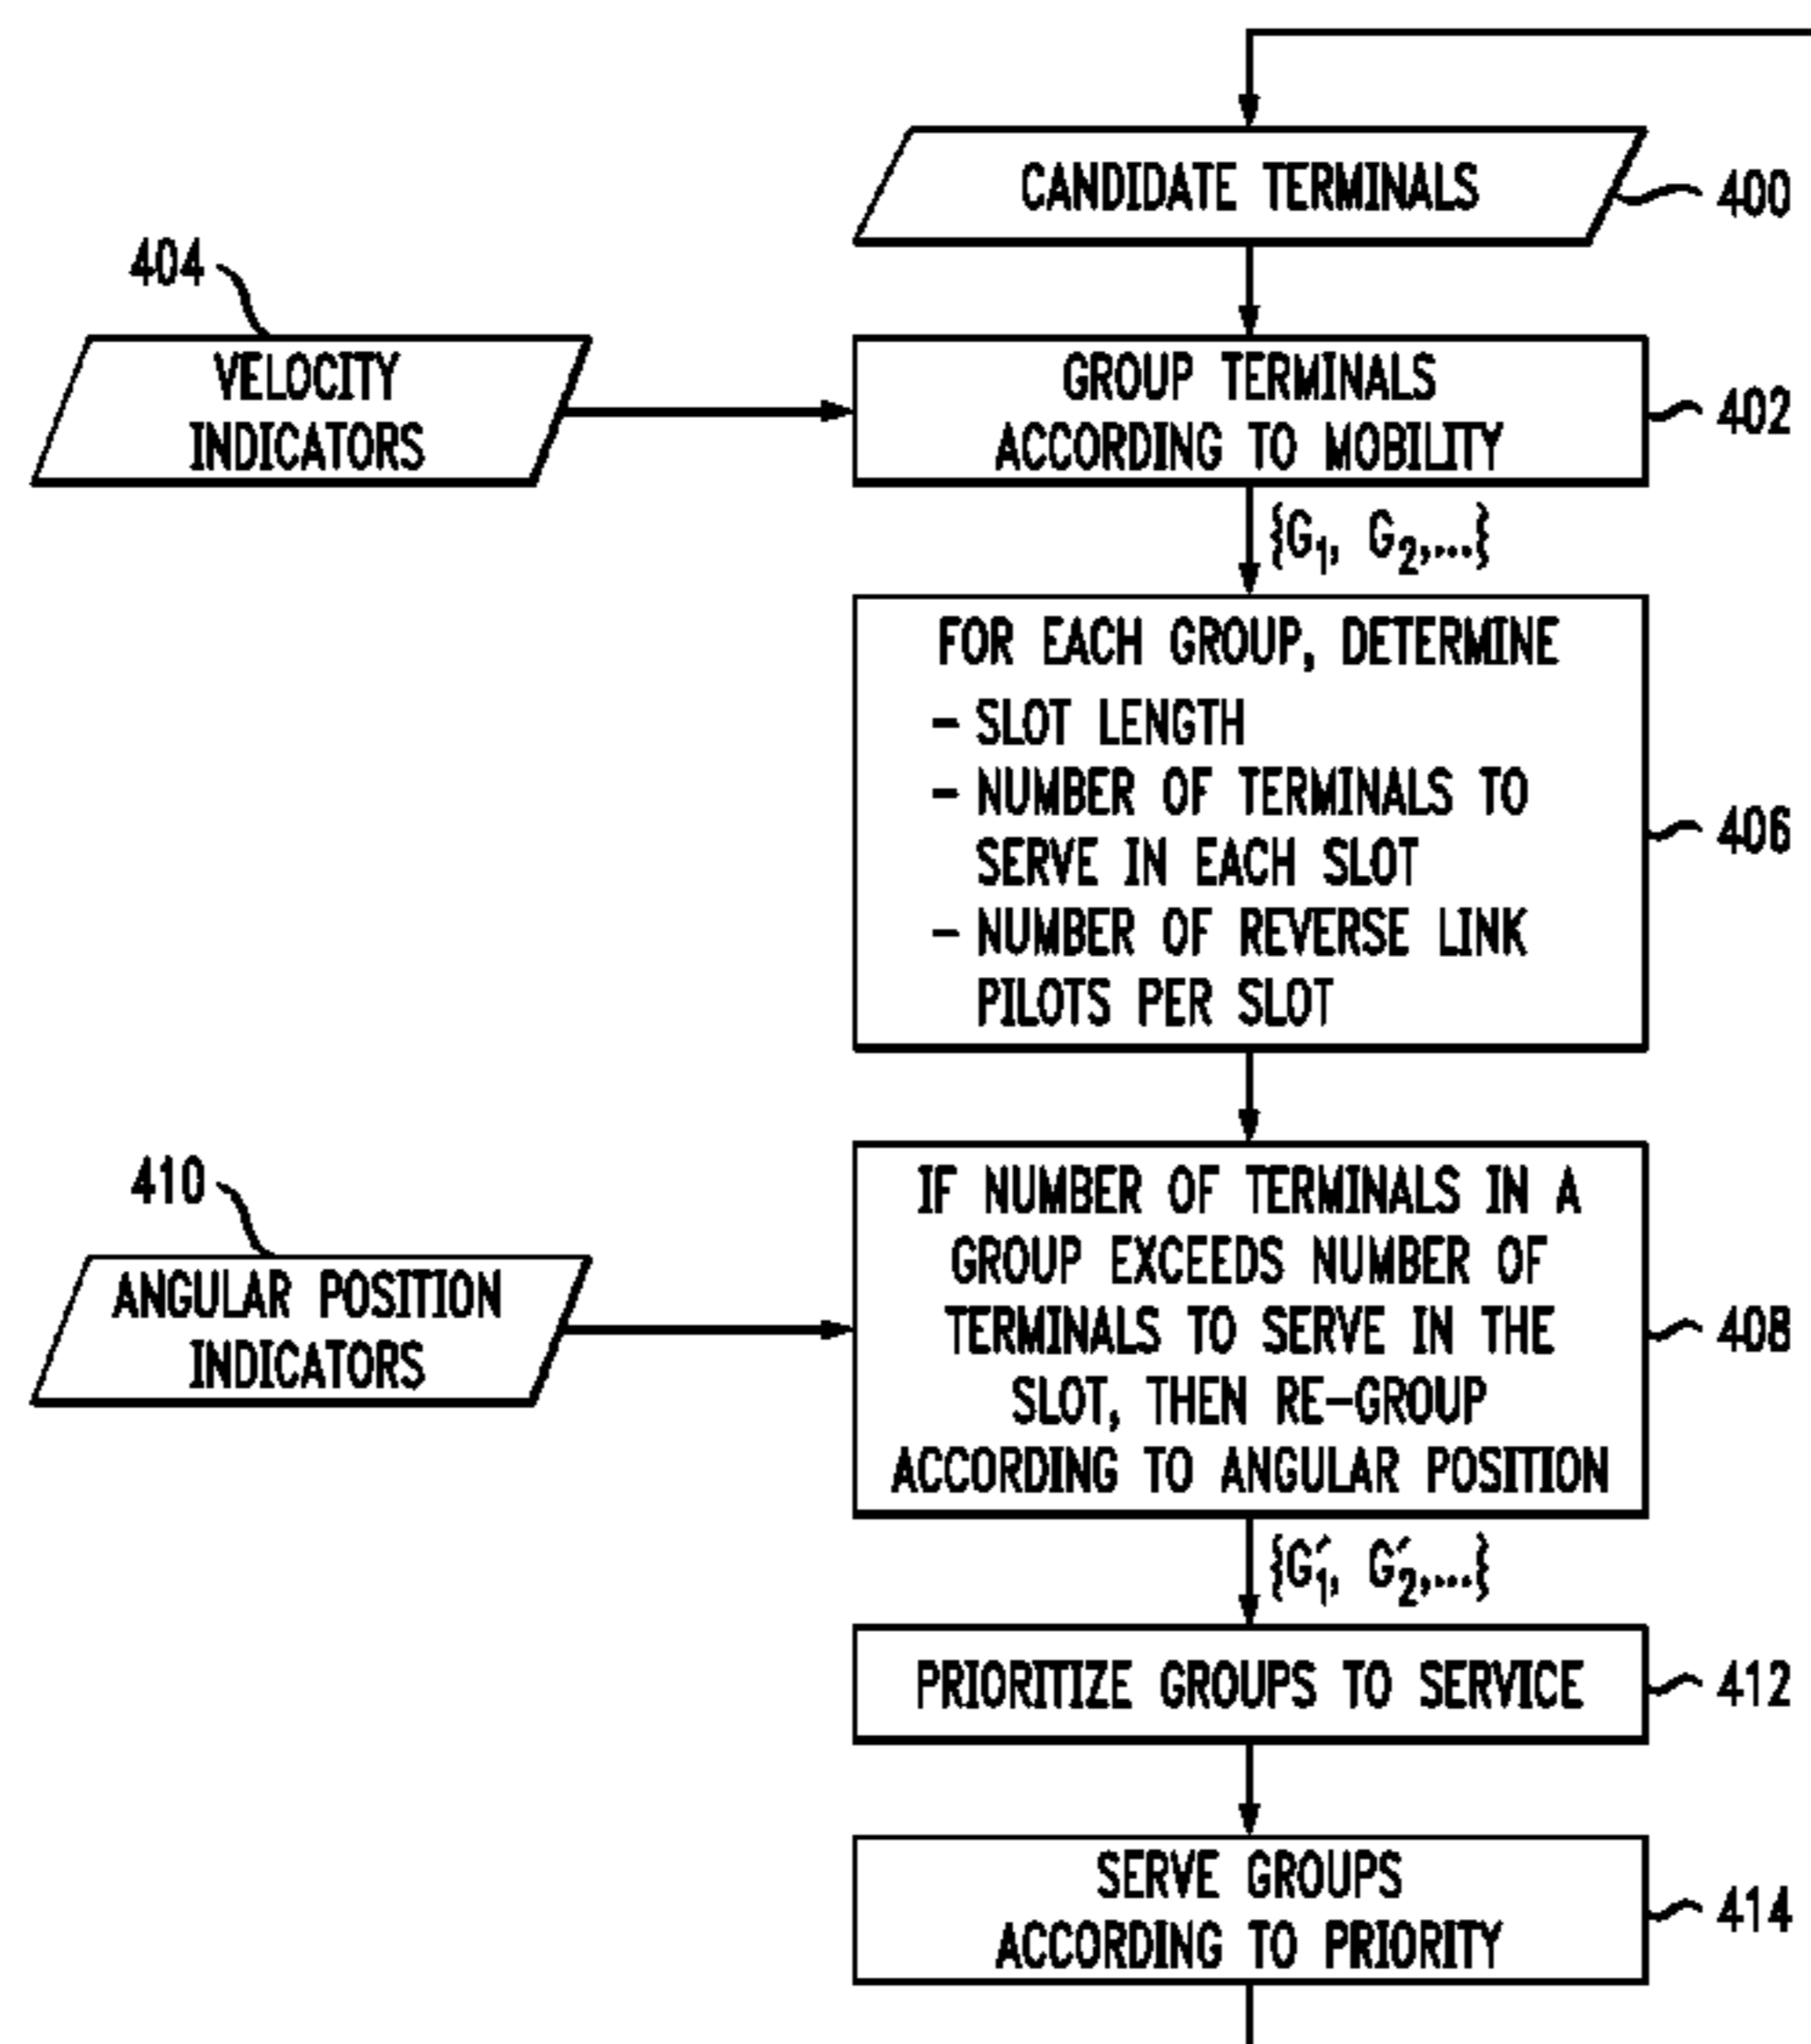 CANDIDATE TERMINALS
400
404
VELOCITY
INDICATORS
GROUP TERMINALS
ACCORDING TO MOBILITY
402
{G1, G2,...}
FOR EACH GROUP, DETERMINE
- SLOT LENGTH
- NUMBER OF TERMINALS TO
SERVE IN EACH SLOT
- NUMBER OF REVERSE LINK
PILOTS PER SLOT
406
410
ANGULAR POSITION
INDICATORS
IF NUMBER OF TERMINALS IN A
GROUP EXCEEDS NUMBER OF
TERMINALS TO SERVE IN THE
SLOT, THEN RE-GROUP
ACCORDING TO ANGULAR POSITION
408
{G′1, G′2,...}
PRIORITIZE GROUPS TO SERVICE
412
SERVE GROUPS
ACCORDING TO PRIORITY
414